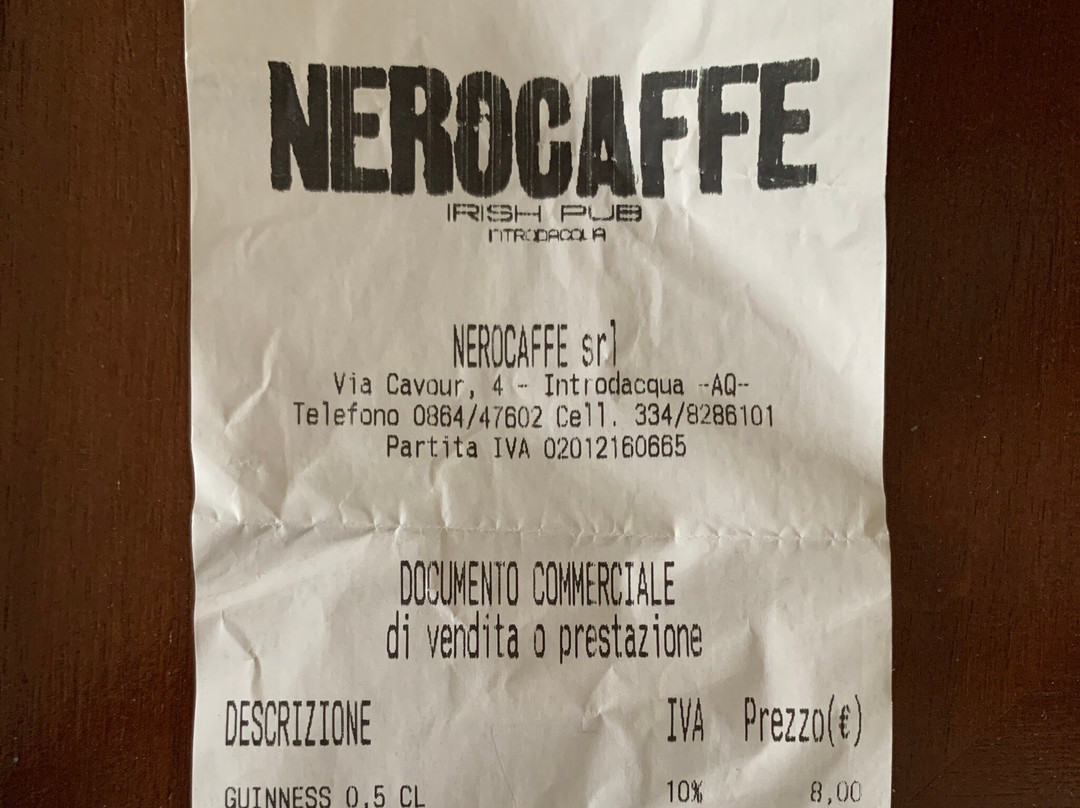 NEROCAFFE
IRISH PUB
INTRODACQUA
NEROCAFFE srl
Via Cavour, 4 - Introdacqua -AQ-
Telefono 0864/47602 Cell. 334/8286101
Partita IVA 02012160665
DOCUMENTO COMMERCIALE
di vendita o prestazione
DESCRIZIONE IVA Prezzo(€)
GUINNESS 0,5 CL 10% 8,00